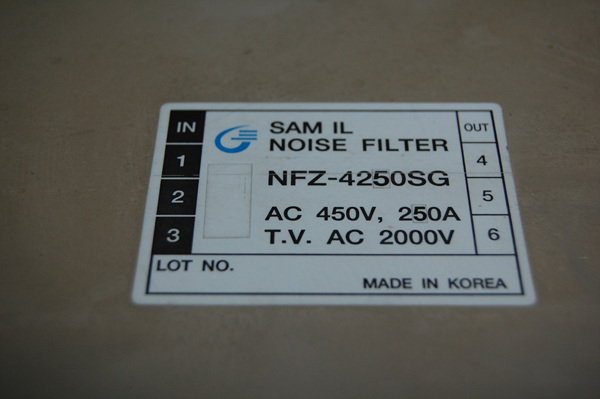 IN
1
2
3
SAM IL
NOISE FILTER
NFZ-4250SG
AC 450V, 250A
T.V. AC 2000V
OUT
4
5
6
LOT NO.
MADE IN KOREA